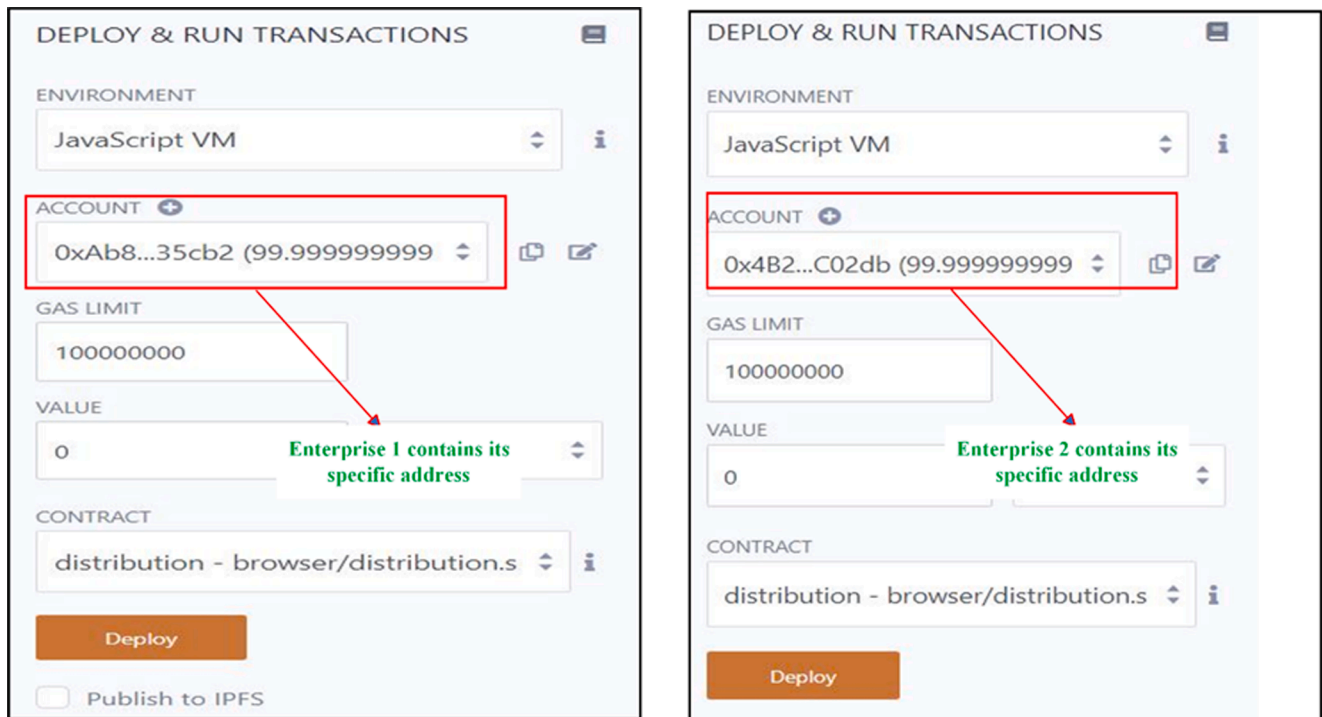 DEPLOY & RUN TRANSACTIONS
ENVIRONMENT
JavaScript VM
ACCOUNT
0xAb8...35cb2 (99.999999999
GAS LIMIT
100000000
VALUE
0
Enterprise 1 contains its
specific address
CONTRACT
distribution - browser/distribution.s
Deploy
Publish to IPFS
DEPLOY & RUN TRANSACTIONS
ENVIRONMENT
JavaScript VM
ACCOUNT
0x4B2...C02db (99.999999999
GAS LIMIT
100000000
VALUE
0
Enterprise 2 contains its
specific address
CONTRACT
distribution - browser/distribution.s
Deploy